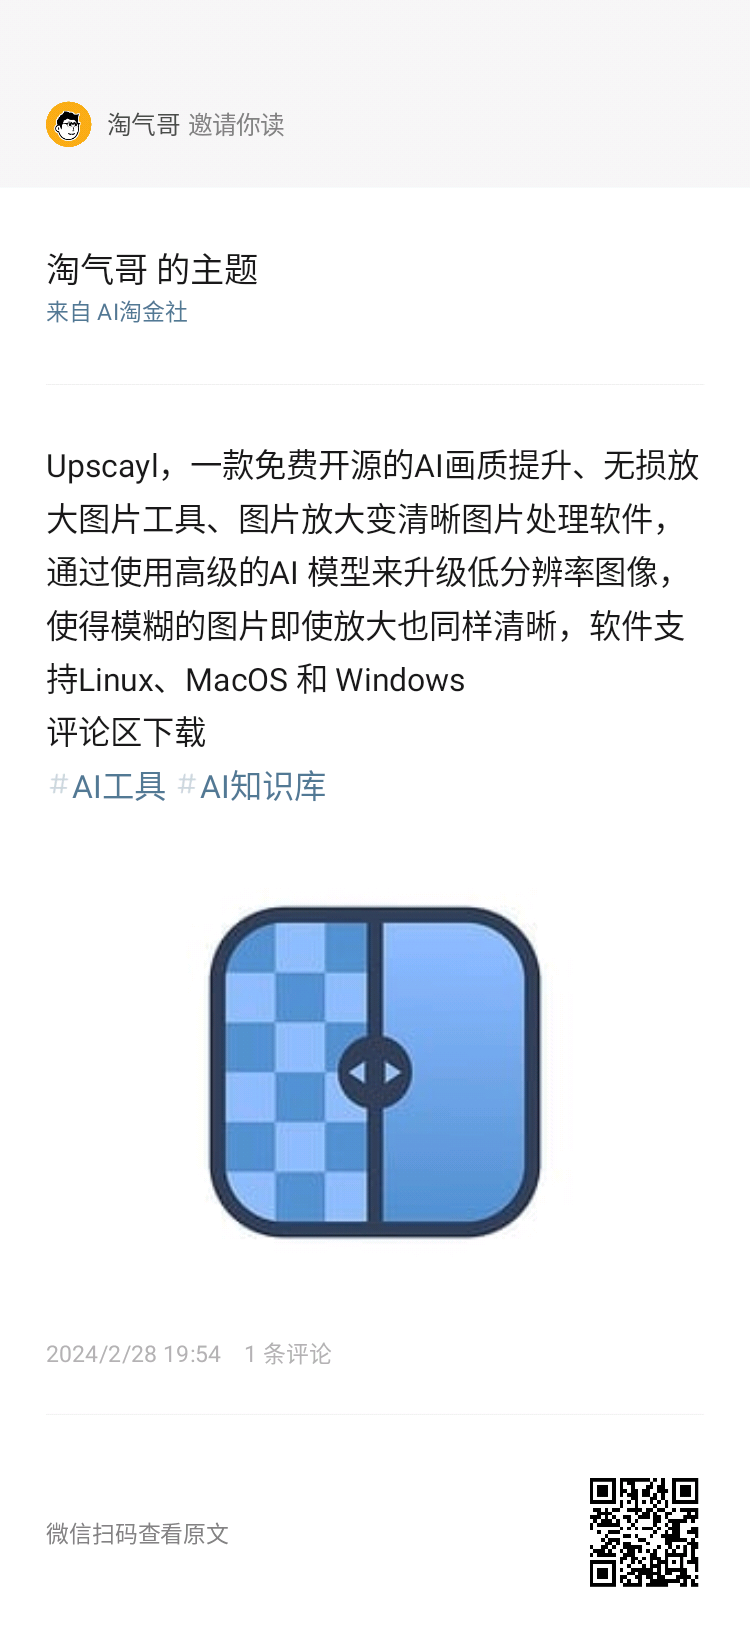 淘气哥 邀请你读
淘气哥 的主题
来自 AI淘金社
Upscayl，一款免费开源的AI画质提升、无损放
大图片工具、图片放大变清晰图片处理软件，
通过使用高级的AI 模型来升级低分辨率图像，
使得模糊的图片即使放大也同样清晰，软件支
持Linux、MacOS 和 Windows
评论区下载
#AI工具 #AI知识库
2024/2/28 19:54 1 条评论
微信扫码查看原文